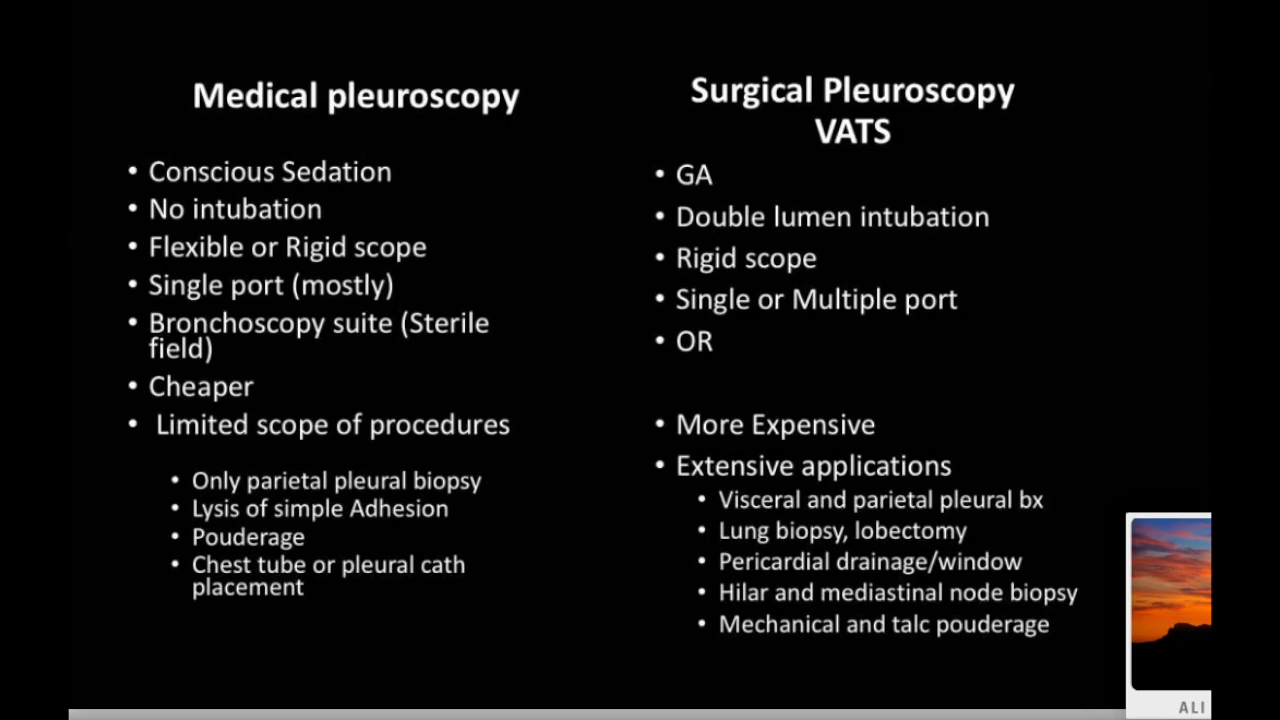 Medical pleuroscopy
• Conscious Sedation
• No intubation
• Flexible or Rigid scope
• Single port (mostly)
• Bronchoscopy suite (Sterile
field)
• Cheaper
• Limited scope of procedures
• Only parietal pleural biopsy
• Lysis of simple Adhesion
• Pouderage
• Chest tube or pleural cath
placement
Surgical Pleuroscopy
VATS
• GA
• Double lumen intubation
• Rigid scope
• Single or Multiple port
• OR
• More Expensive
• Extensive applications
• Visceral and parietal pleural bx
• Lung biopsy, lobectomy
• Pericardial drainage/window
• Hilar and mediastinal node biopsy
• Mechanical and talc pouderage
ALI